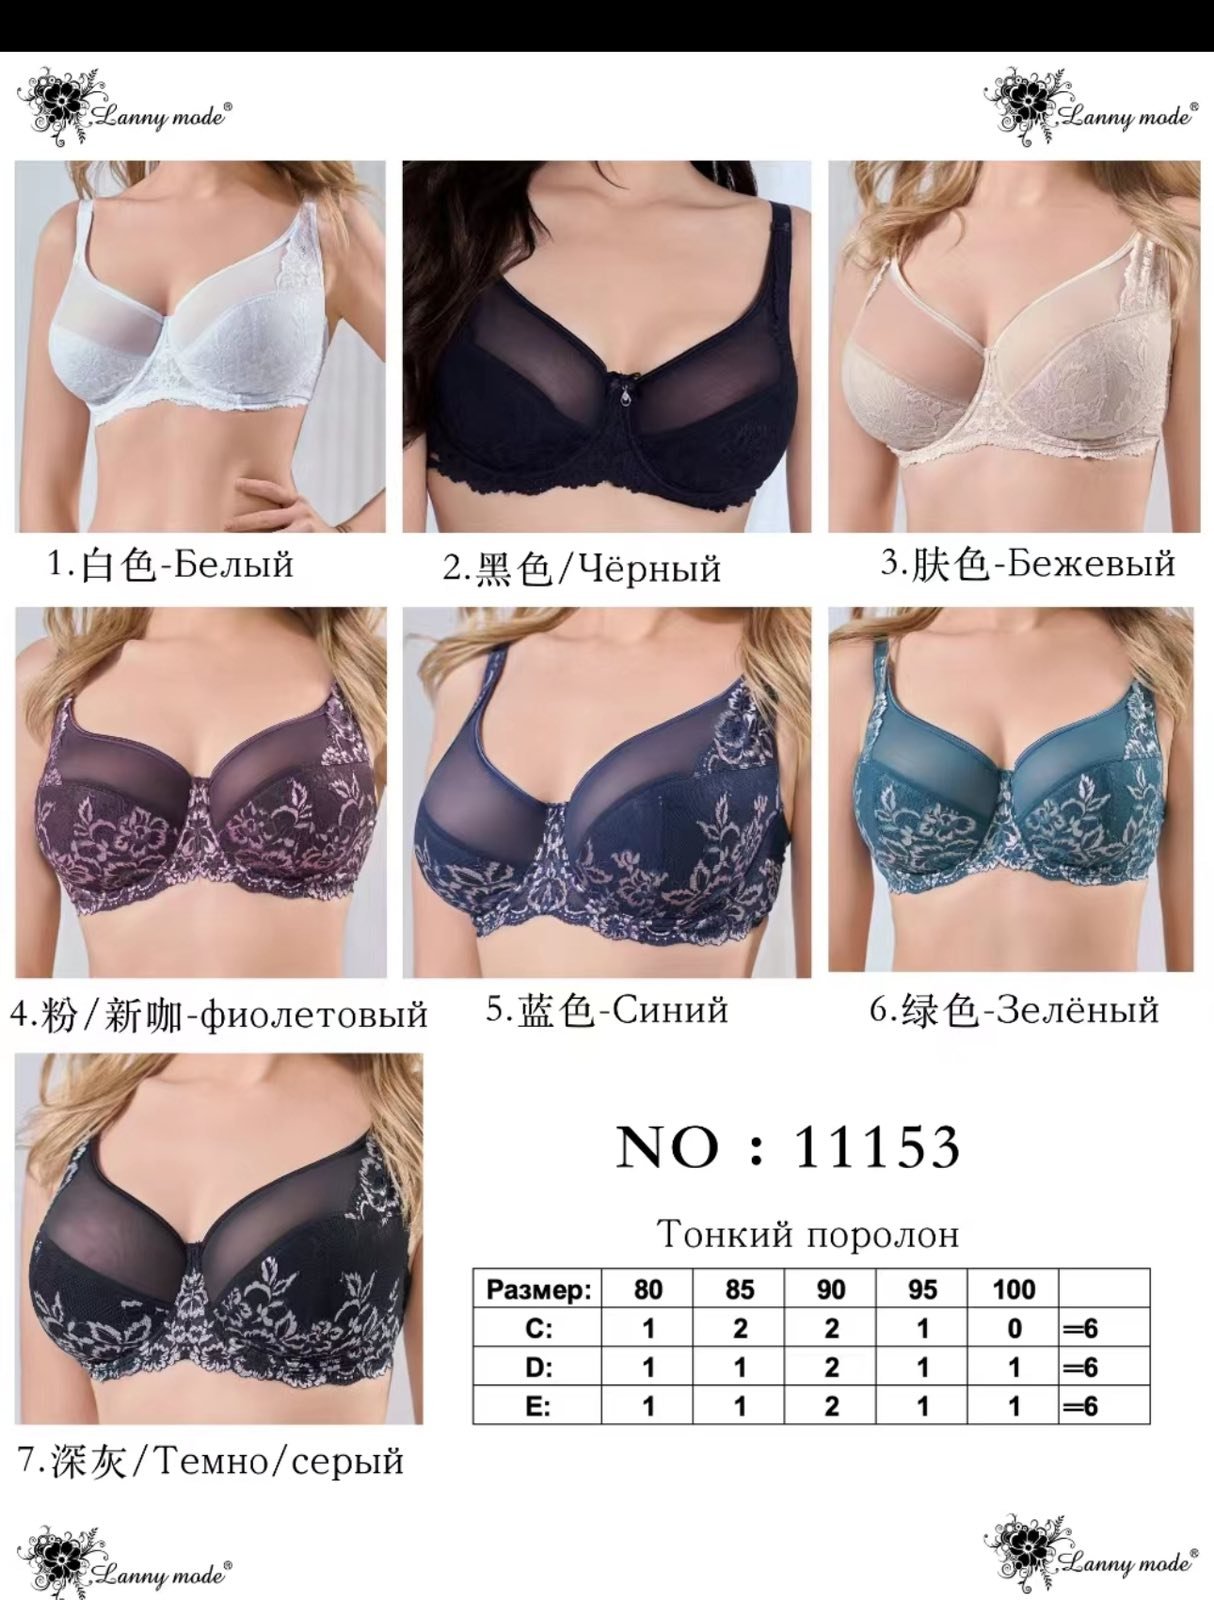 Lanny mode®
Lanny mode®
1.白色-Белый
2.黑色/Чёрный
3.肤色-Бежевый
4.粉/新咖-фиолетовый
5.蓝色-Синий
6.绿色-Зелёный
7.深灰/Темно/серый
NO : 11153
Тонкий поролон
Размер: 80 85 90 95 100
C: 1 2 2 1 0 =6
D: 1 1 2 1 1 =6
E: 1 1 2 1 1 =6
Lanny mode®
Lanny mode®